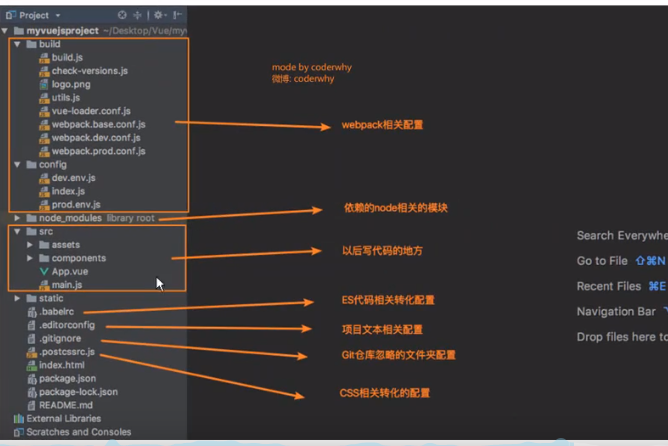 Project
myvuejsproject ~/Desktop/Vue/myv
build
build.js
check-versions.js
logo.png
utils.js
vue-loader.conf.js
webpack.base.conf.js
webpack.dev.conf.js
webpack.prod.conf.js
config
dev.env.js
index.js
prod.env.js
node_modules library root
src
assets
components
App.vue
main.js
static
.babelrc
.editorconfig
.gitignore
.postcssrc.js
index.html
package.json
package-lock.json
README.md
External Libraries
Scratches and Consoles
mode by coderwhy
微博: coderwhy
webpack相关配置
依赖的node相关的模块
以后写代码的地方
ES代码相关转化配置
项目文本相关配置
Git仓库忽略的文件夹配置
CSS相关转化的配置
Search Everywhe
Go to File ⇧⌘N
Recent Files ⌘E
Navigation Bar
Drop files here to